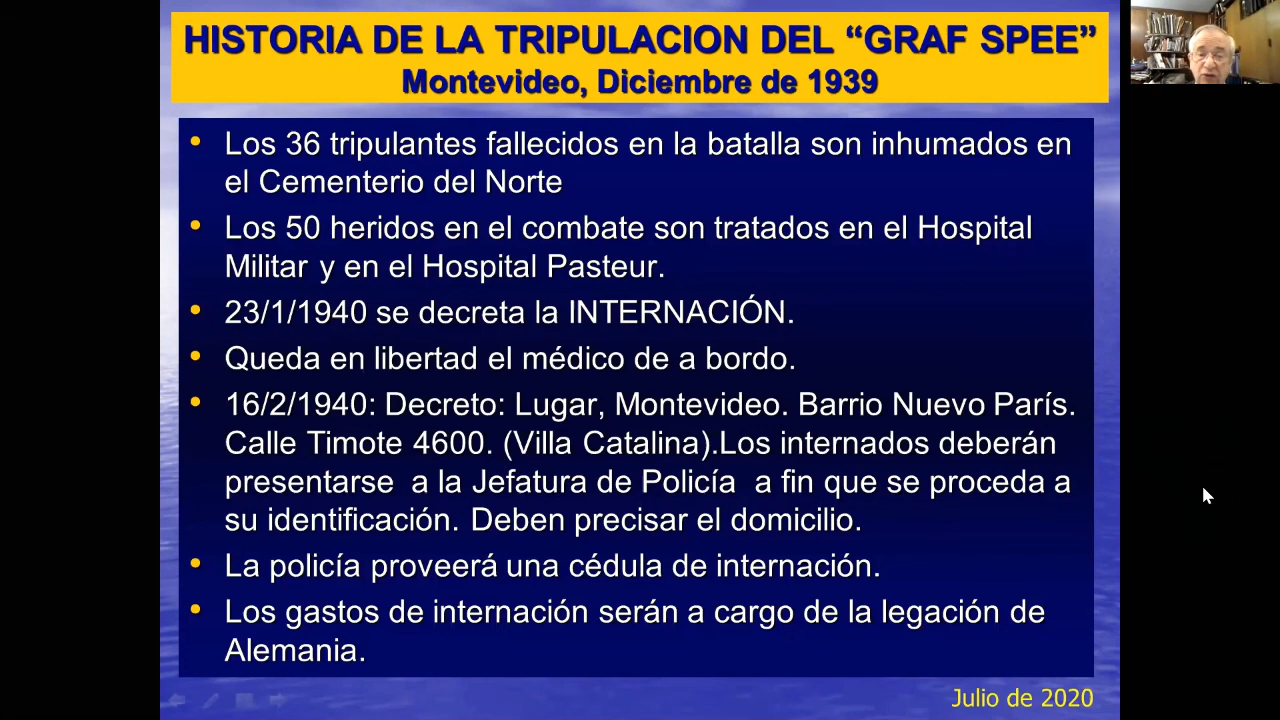 HISTORIA DE LA TRIPULACION DEL “GRAF SPEE”
Montevideo, Diciembre de 1939
• Los 36 tripulantes fallecidos en la batalla son inhumados en
el Cementerio del Norte
• Los 50 heridos en el combate son tratados en el Hospital
Militar y en el Hospital Pasteur.
• 23/1/1940 se decreta la INTERNACIÓN.
• Queda en libertad el médico de a bordo.
• 16/2/1940: Decreto: Lugar, Montevideo. Barrio Nuevo París.
Calle Timote 4600. (Villa Catalina).Los internados deberán
presentarse  a la Jefatura de Policía  a fin que se proceda a
su identificación. Deben precisar el domicilio.
• La policía proveerá una cédula de internación.
• Los gastos de internación serán a cargo de la legación de
Alemania.
Julio de 2020